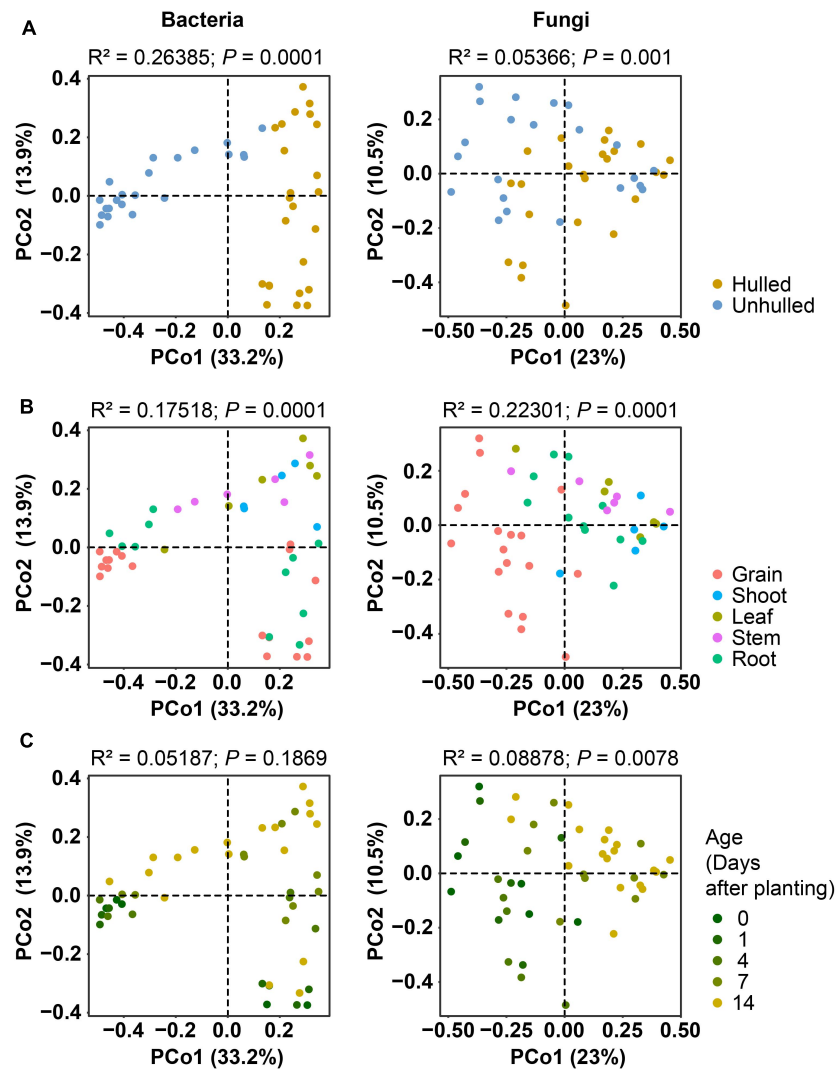 Bacteria
Fungi
A
R² = 0.26385; P = 0.0001
R² = 0.05366; P = 0.001
0.4
0.2
0.0
−0.2
−0.4
PCo2 (13.9%)
−0.4
−0.2
0.0
0.2
PCo1 (33.2%)
0.2
0.0
−0.2
−0.4
PCo2 (10.5%)
−0.50
−0.25
0.00
0.25
0.50
PCo1 (23%)
Hulled
Unhulled
B
R² = 0.17518; P = 0.0001
R² = 0.22301; P = 0.0001
0.4
0.2
0.0
−0.2
−0.4
PCo2 (13.9%)
−0.4
−0.2
0.0
0.2
PCo1 (33.2%)
0.2
0.0
−0.2
−0.4
PCo2 (10.5%)
−0.50
−0.25
0.00
0.25
0.50
PCo1 (23%)
Grain
Shoot
Leaf
Stem
Root
C
R² = 0.05187; P = 0.1869
R² = 0.08878; P = 0.0078
0.4
0.2
0.0
−0.2
−0.4
PCo2 (13.9%)
−0.4
−0.2
0.0
0.2
PCo1 (33.2%)
0.2
0.0
−0.2
−0.4
PCo2 (10.5%)
−0.50
−0.25
0.00
0.25
0.50
PCo1 (23%)
Age
(Days
after planting)
0
1
4
7
14